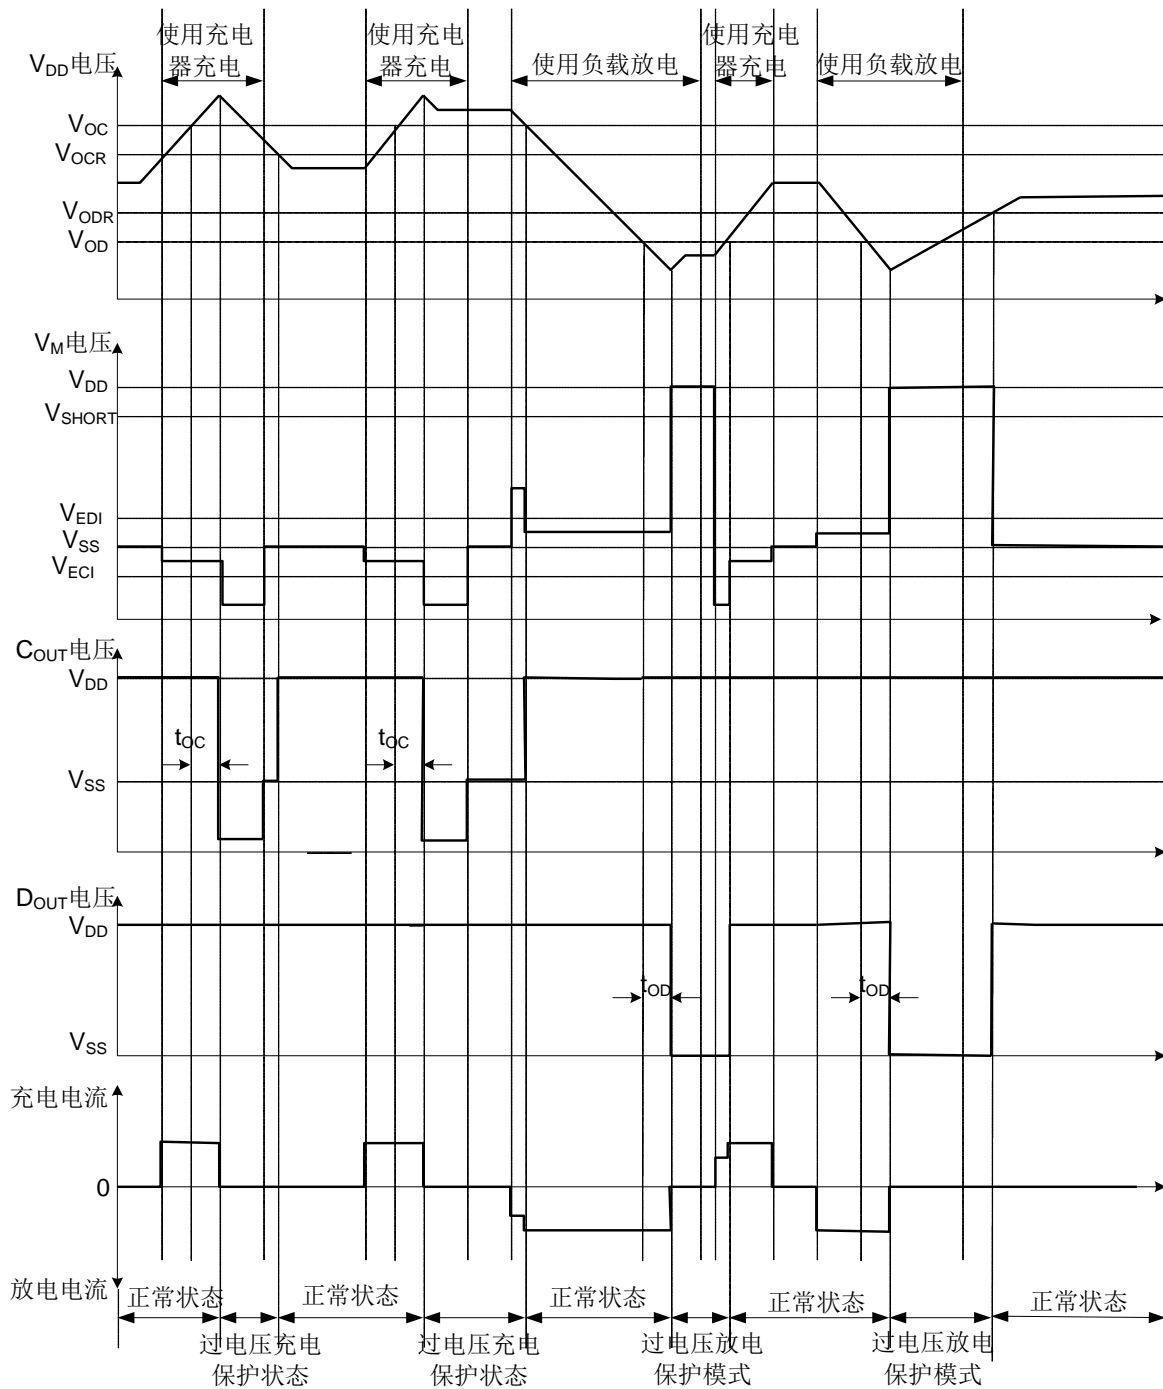 使用充电
器充电
使用充电
器充电
使用负载放电
使用充电
器充电
使用负载放电
VDD电压
VOC
VOCR
VODR
VOD
VM电压
VDD
VSHORT
VEDI
VSS
VECI
COUT电压
VDD
tOC
tOC
VSS
DOUT电压
VDD
tOD
tOD
VSS
充电电流
0
放电电流
正常状态
正常状态
正常状态
正常状态
正常状态
过电压充电
保护状态
过电压充电
保护状态
过电压放电
保护模式
过电压放电
保护模式